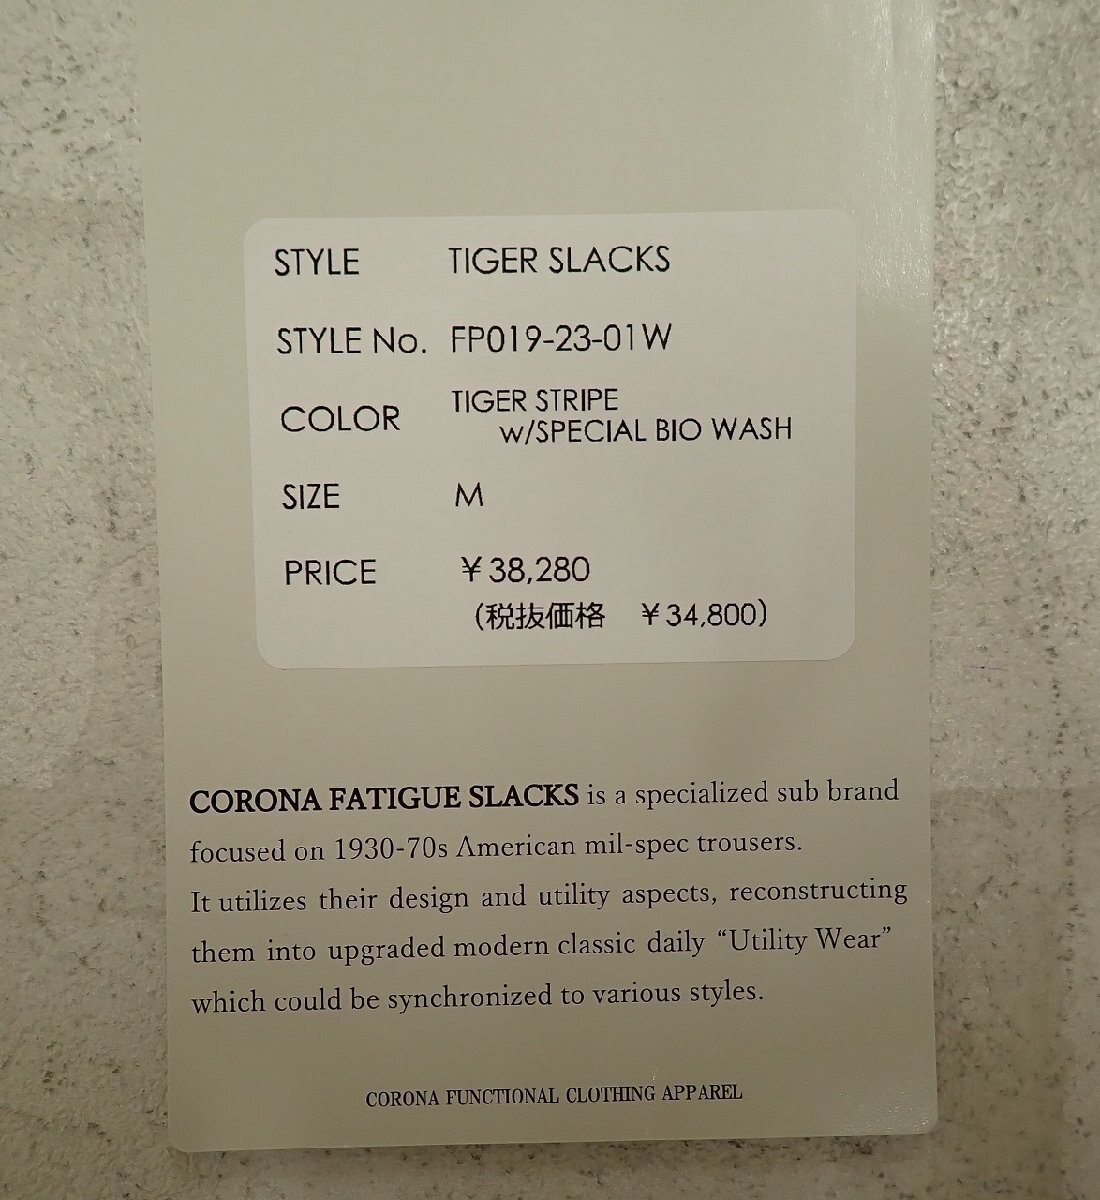 STYLE TIGER SLACKS
STYLE No. FP019-23-01W
COLOR TIGER STRIPE
w/SPECIAL BIO WASH
SIZE M
PRICE ￥38,280
(税抜価格 ￥34,800)
CORONA FATIGUE SLACKS is a specialized sub brand
focused on 1930-70s American mil-spec trousers.
It utilizes their design and utility aspects, reconstructing
them into upgraded modern classic daily “Utility Wear”
which could be synchronized to various styles.
CORONA FUNCTIONAL CLOTHING APPAREL